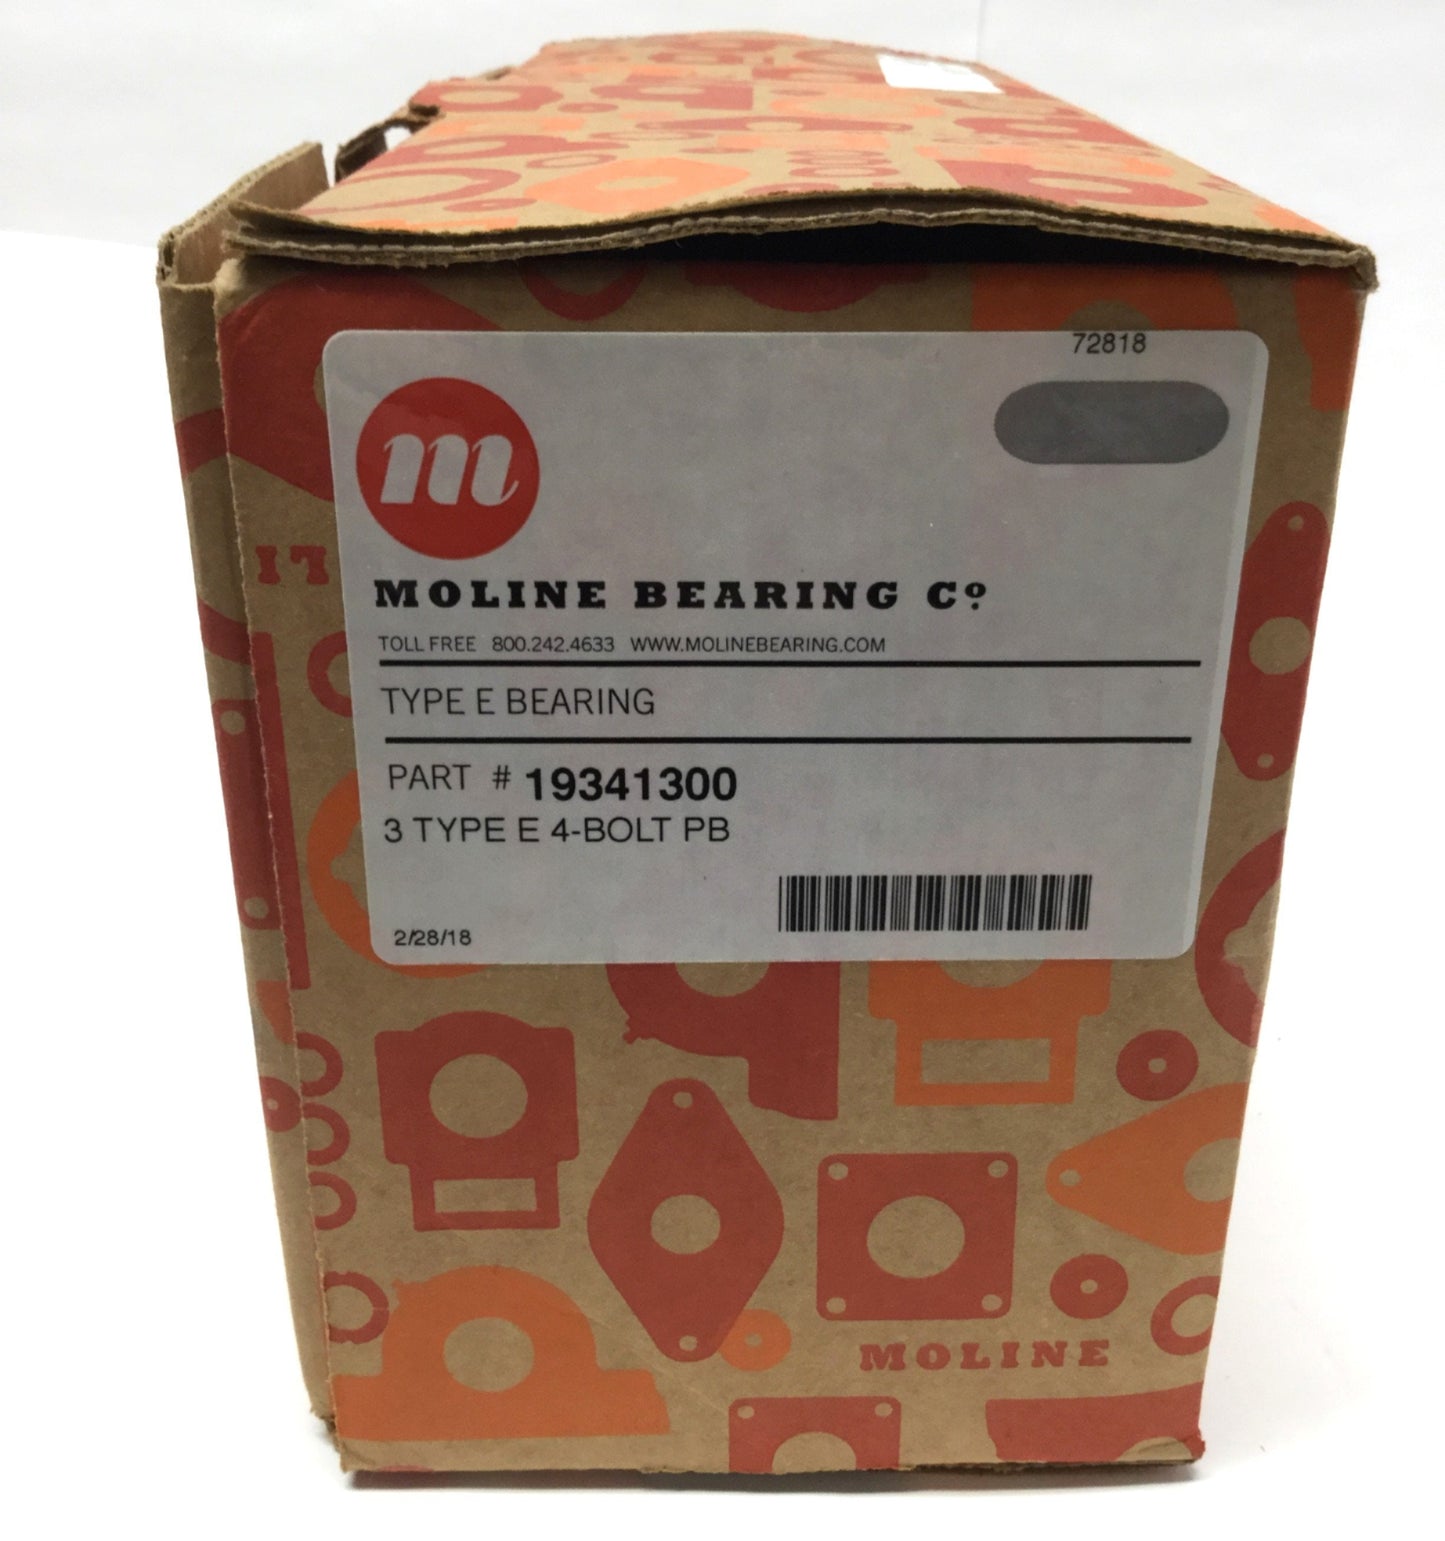 72818
m
MOLINE BEARING Cº.
TOLL FREE 800.242.4633 WWW.MOLINEBEARING.COM
TYPE E BEARING
PART # 19341300
3 TYPE E 4-BOLT PB
2/28/18
LI
MOLINE